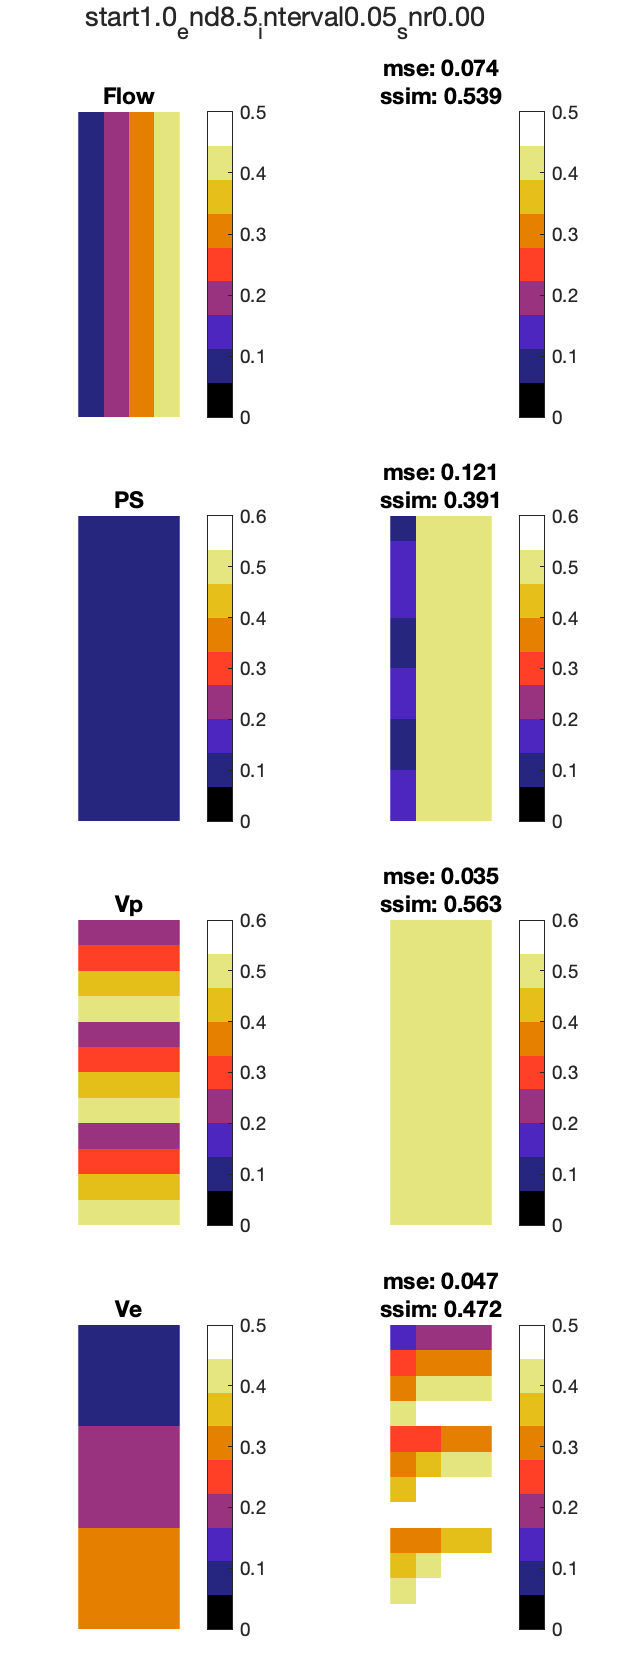 start1.0_end8.5_interval0.05_snr0.00
mse: 0.074
Flow ssim: 0.539
0.5 0.5
0.4 0.4
0.3 0.3
0.2 0.2
0.1 0.1
0 0
mse: 0.121
PS ssim: 0.391
0.6 0.6
0.5 0.5
0.4 0.4
0.3 0.3
0.2 0.2
0.1 0.1
0 0
mse: 0.035
Vp ssim: 0.563
0.6 0.6
0.5 0.5
0.4 0.4
0.3 0.3
0.2 0.2
0.1 0.1
0 0
mse: 0.047
Ve ssim: 0.472
0.5 0.5
0.4 0.4
0.3 0.3
0.2 0.2
0.1 0.1
0 0